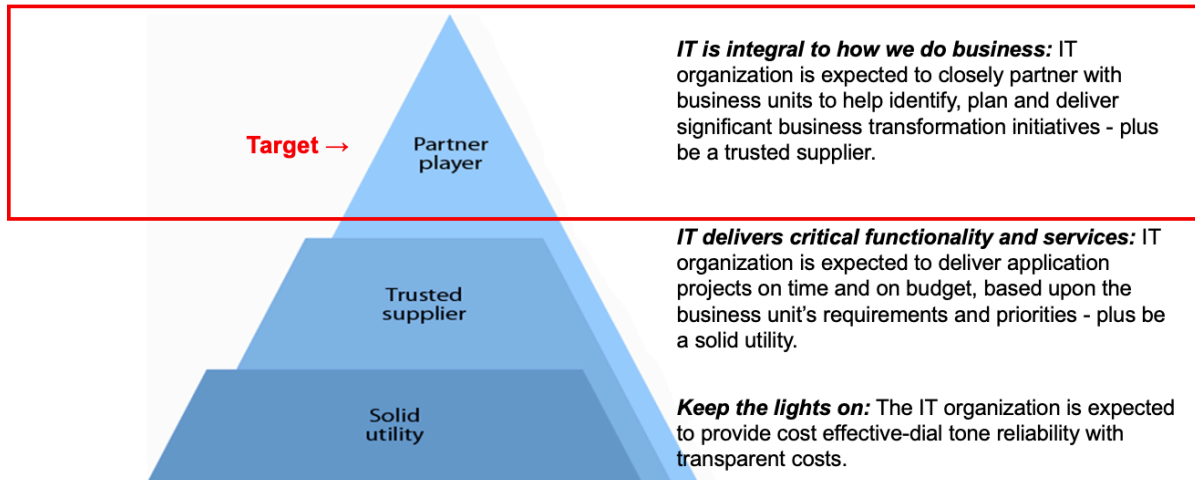 IT is integral to how we do business: IT
organization is expected to closely partner with
business units to help identify, plan and deliver
significant business transformation initiatives - plus
be a trusted supplier.
Target →
Partner
player
IT delivers critical functionality and services: IT
organization is expected to deliver application
projects on time and on budget, based upon the
business unit's requirements and priorities - plus be
a solid utility.
Trusted
supplier
Keep the lights on: The IT organization is expected
to provide cost effective-dial tone reliability with
transparent costs.
Solid
utility